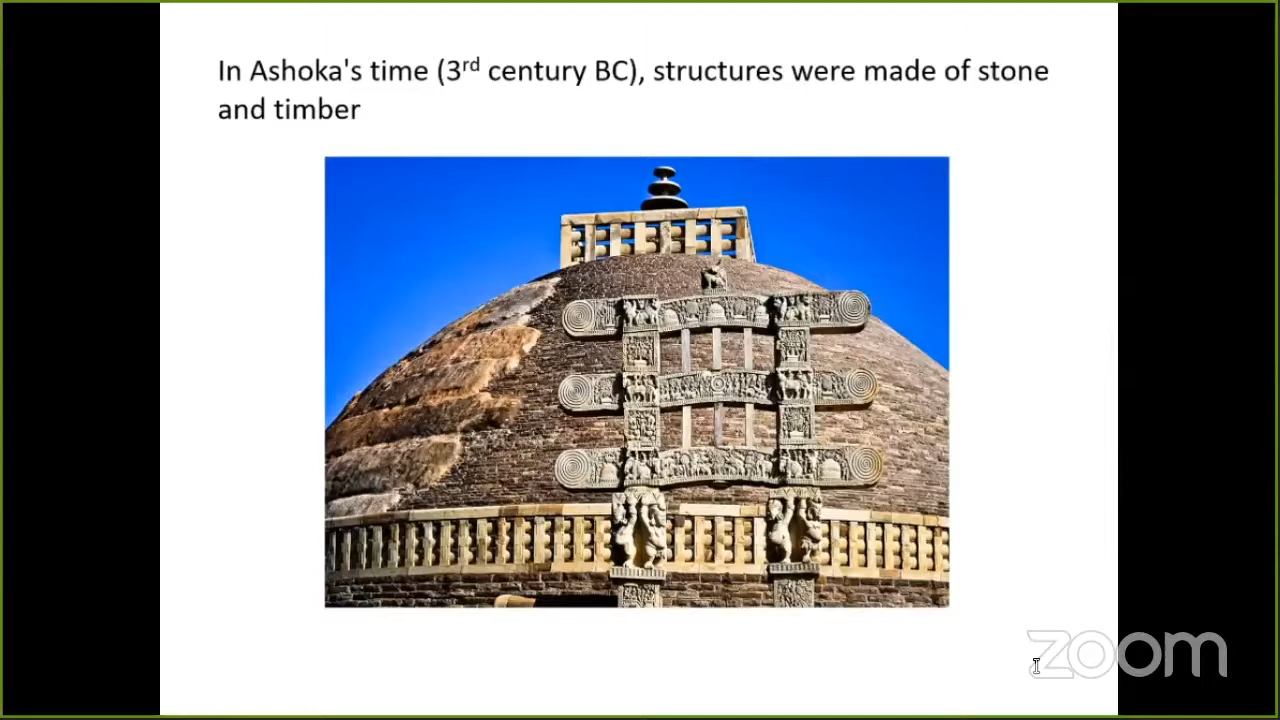 In Ashoka's time (3rd century BC), structures were made of stone
and timber
zoom